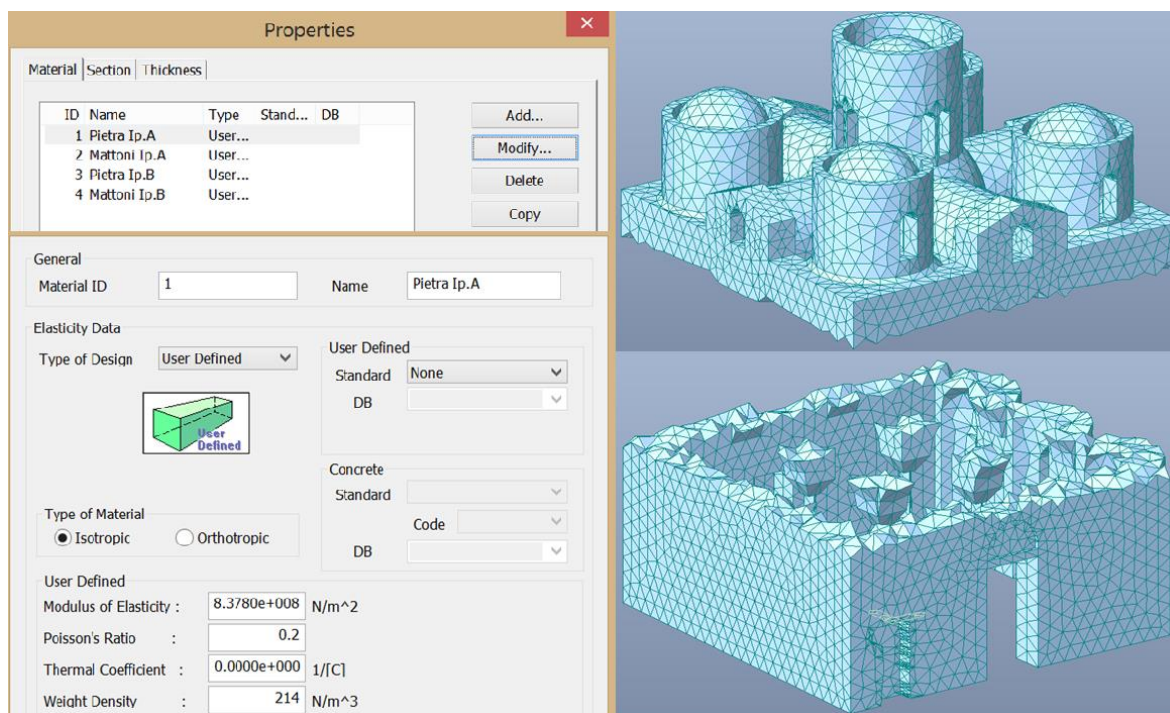 Properties
Material Section Thickness
ID Name Type Stand... DB
1 Pietra Ip.A User...
2 Mattoni Ip.A User...
3 Pietra Ip.B User...
4 Mattoni Ip.B User...
Add...
Modify...
Delete
Copy
General
Material ID 1 Name Pietra Ip.A
Elasticity Data
Type of Design User Defined
User Defined
Standard None
DB
User
Defined
Concrete
Standard
Code
DB
Type of Material
Isotropic Orthotropic
User Defined
Modulus of Elasticity : 8.3780e+008 N/m^2
Poisson's Ratio : 0.2
Thermal Coefficient : 0.0000e+000 1/[C]
Weight Density : 214 N/m^3